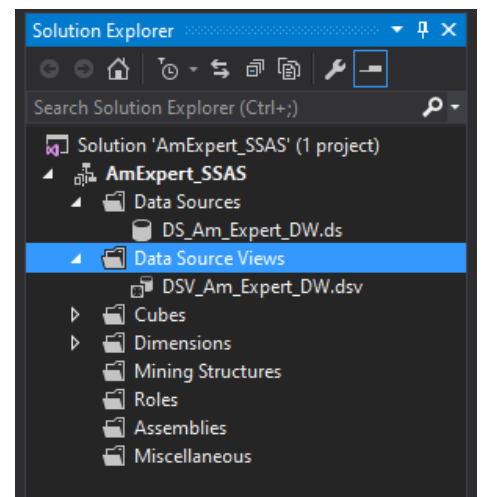 Solution Explorer
Search Solution Explorer (Ctrl+;)
Solution 'AmExpert_SSAS' (1 project)
AmExpert_SSAS
Data Sources
DS_Am_Expert_DW.ds
Data Source Views
DSV_Am_Expert_DW.dsv
Cubes
Dimensions
Mining Structures
Roles
Assemblies
Miscellaneous